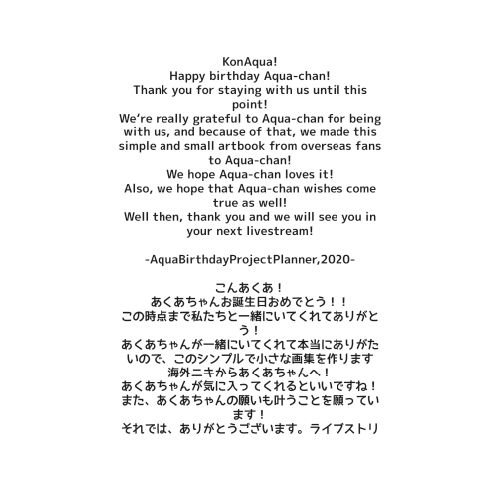 KonAqua!
Happy birthday Aqua-chan!
Thank you for staying with us until this
point!
We're really grateful to Aqua-chan for being
with us, and because of that, we made this
simple and small artbook from overseas fans
to Aqua-chan!
We hope Aqua-chan loves it!
Also, we hope that Aqua-chan wishes come
true as well!
Well then, thank you and we will see you in
your next livestream!
-AquaBirthdayProjectPlanner,2020-
こんあくあ！
あくあちゃんお誕生日おめでとう！！
この時点まで私たちと一緒にいてくれてありがと
う！
あくあちゃんが一緒にいてくれて本当にありがた
いので、このシンプルで小さな画集を作ります
海外ニキからあくあちゃんへ！
あくあちゃんが気に入ってくれるといいですね！
また、あくあちゃんの願いも叶うことを願ってい
ます！
それでは、ありがとうございます。ライブストリ